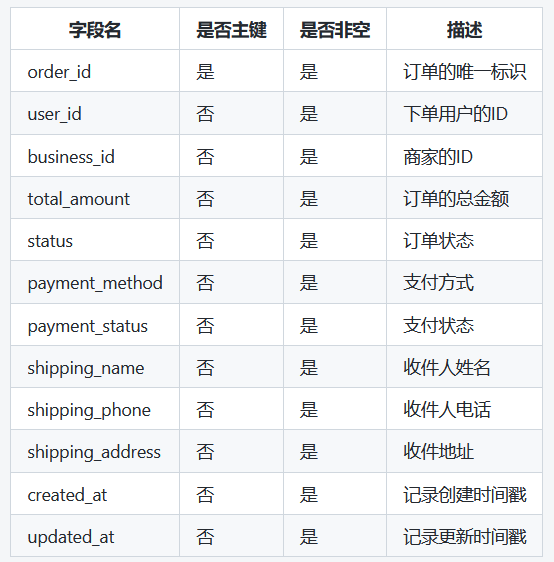 字段名 是否主键 是否非空 描述
order_id 是 是 订单的唯一标识
user_id 否 是 下单用户的ID
business_id 否 是 商家的ID
total_amount 否 是 订单的总金额
status 否 是 订单状态
payment_method 否 是 支付方式
payment_status 否 是 支付状态
shipping_name 否 是 收件人姓名
shipping_phone 否 是 收件人电话
shipping_address 否 是 收件地址
created_at 否 是 记录创建时间戳
updated_at 否 是 记录更新时间戳